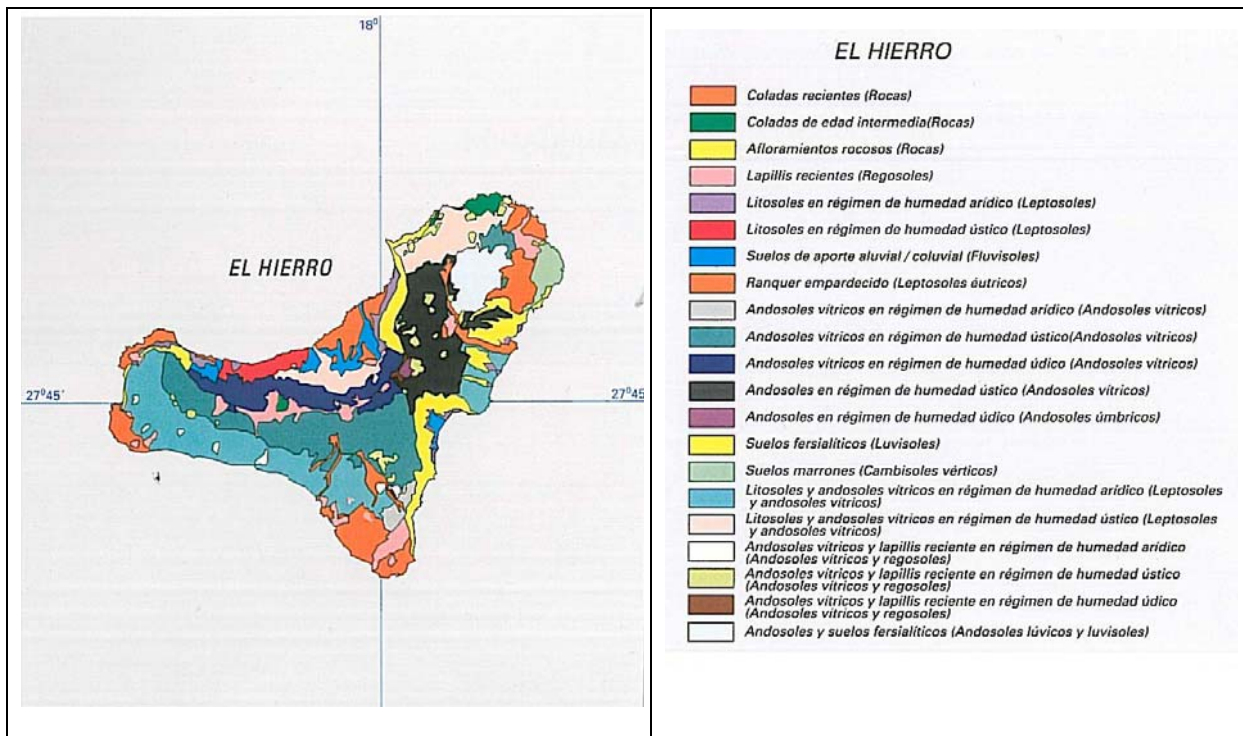 18º
EL HIERRO
27º45'
27º45
EL HIERRO
Coladas recientes (Rocas)
Coladas de edad intermedia(Rocas)
Afloramientos rocosos (Rocas)
Lapillis recientes (Regosoles)
Litosoles en régimen de humedad arídico (Leptosoles)
Litosoles en régimen de humedad ústico (Leptosoles)
Suelos de aporte aluvial / coluvial (Fluvisoles)
Ranquer empardecido (Leptosoles éutricos)
Andosoles vítricos en régimen de humedad arídico (Andosoles vítricos)
Andosoles vítricos en régimen de humedad ústico(Andosoles vítricos)
Andosoles vítricos en régimen de humedad údico (Andosoles vítricos)
Andosoles en régimen de humedad ústico (Andosoles vítricos)
Andosoles en régimen de humedad údico (Andosoles úmbricos)
Suelos fersialíticos (Luvisoles)
Suelos marrones (Cambisoles vérticos)
Litosoles y andosoles vítricos en régimen de humedad arídico (Leptosoles
y andosoles vítricos)
Litosoles y andosoles vítricos en régimen de humedad ústico (Leptosoles
y andosoles vítricos)
Andosoles vítricos y lapillis reciente en régimen de humedad arídico
(Andosoles vítricos y regosoles)
Andosoles vítricos y lapillis reciente en régimen de humedad ústico
(Andosoles vítricos y regosoles)
Andosoles vítricos y lapillis reciente en régimen de humedad údico
(Andosoles vítricos y regosoles)
Andosoles y suelos fersialíticos (Andosoles lúvicos y luvisoles)